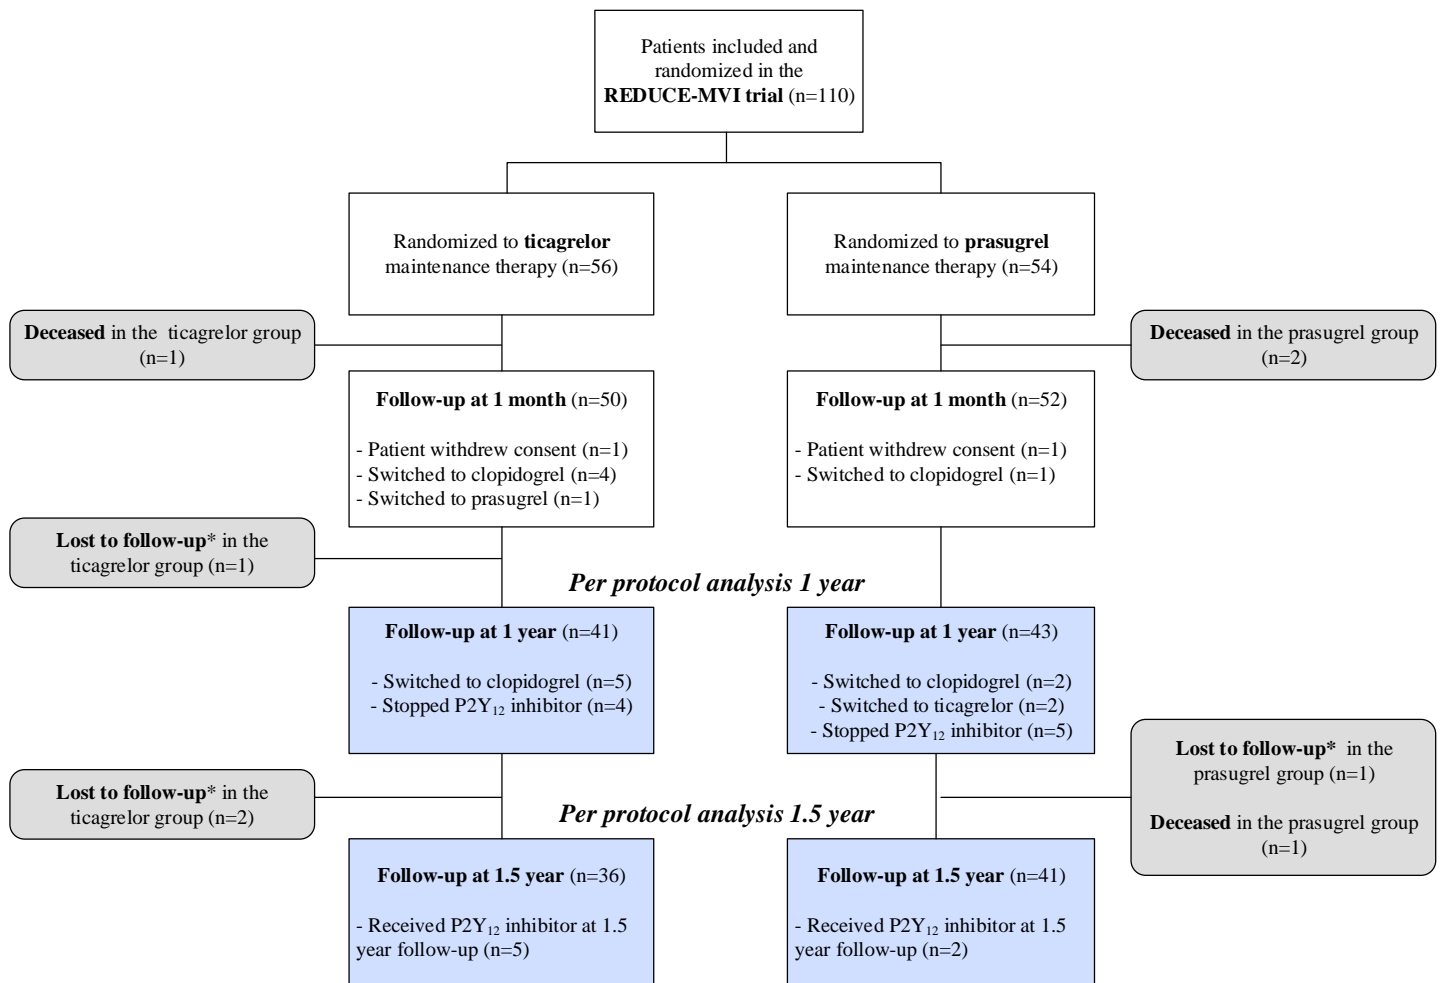 Patients included and
randomized in the
REDUCE-MVI trial (n=110)
Randomized to ticagrelor
maintenance therapy (n=56)
Randomized to prasugrel
maintenance therapy (n=54)
Deceased in the ticagrelor group
(n=1)
Deceased in the prasugrel group
(n=2)
Follow-up at 1 month (n=50)
- Patient withdrew consent (n=1)
- Switched to clopidogrel (n=4)
- Switched to prasugrel (n=1)
Follow-up at 1 month (n=52)
- Patient withdrew consent (n=1)
- Switched to clopidogrel (n=1)
Lost to follow-up* in the
ticagrelor group (n=1)
Per protocol analysis 1 year
Follow-up at 1 year (n=41)
- Switched to clopidogrel (n=5)
- Stopped P2Y₁₂ inhibitor (n=4)
Follow-up at 1 year (n=43)
- Switched to clopidogrel (n=2)
- Switched to ticagrelor (n=2)
- Stopped P2Y₁₂ inhibitor (n=5)
Lost to follow-up* in the
ticagrelor group (n=2)
Lost to follow-up* in the
prasugrel group (n=1)
Deceased in the prasugrel group
(n=1)
Per protocol analysis 1.5 year
Follow-up at 1.5 year (n=36)
- Received P2Y₁₂ inhibitor at 1.5
year follow-up (n=5)
Follow-up at 1.5 year (n=41)
- Received P2Y₁₂ inhibitor at 1.5
year follow-up (n=2)